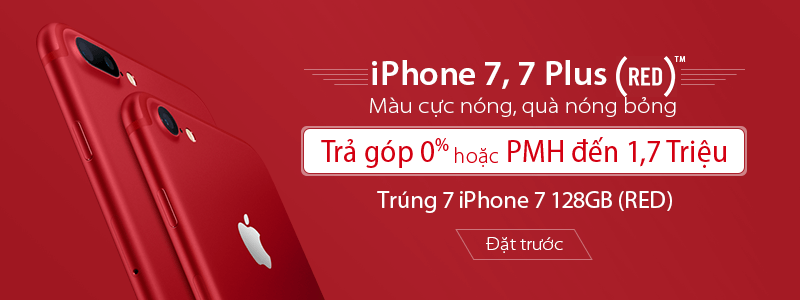 iPhone 7, 7 Plus (RED)™
Màu cực nóng, quà nóng bỏng
Trả góp 0% hoặc PMH đến 1,7 Triệu
Trúng 7 iPhone 7 128GB (RED)
Đặt trước